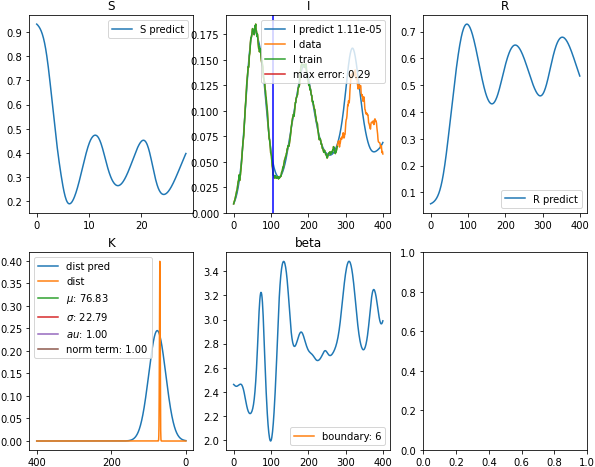 S
S predict
0.9
0.8
0.7
0.6
0.5
0.4
0.3
0.2
0 10 20
I
I predict 1.11e-05
I data
I train
max error: 0.29
0.175
0.150
0.125
0.100
0.075
0.050
0.025
0.000
0 100 200 300 400
R
R predict
0.7
0.6
0.5
0.4
0.3
0.2
0.1
0 100 200 300 400
K
dist pred
dist
μ: 76.83
σ: 22.79
au: 1.00
norm term: 1.00
0.40
0.35
0.30
0.25
0.20
0.15
0.10
0.05
0.00
400 200 0
beta
boundary: 6
3.4
3.2
3.0
2.8
2.6
2.4
2.2
2.0
0 100 200 300 400
1.0
0.8
0.6
0.4
0.2
0.0
0.0 0.2 0.4 0.6 0.8 1.0